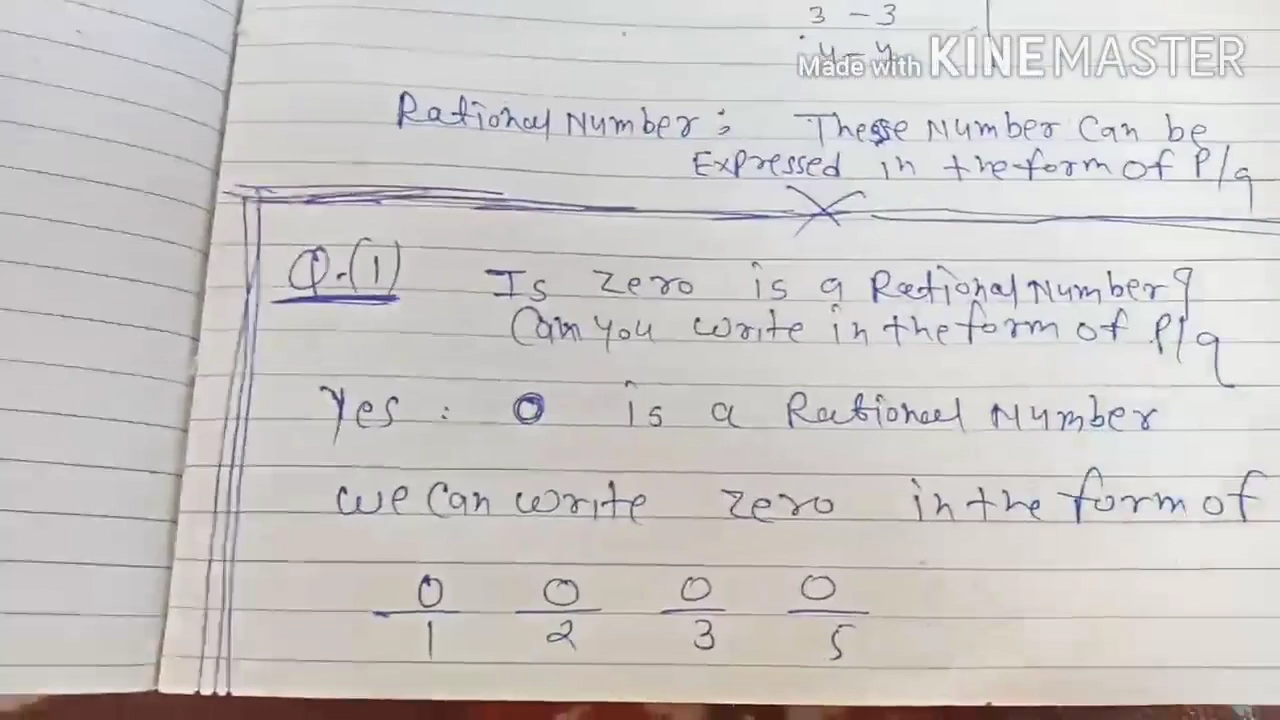 3 - 3
4 - 4
Made with KINEMASTER
Rational Number : These Number Can be
Expressed in the form of P/q
Q.(1) Is zero is a Rational Number?
Can you write in the form of P/q
Yes : 0 is a Rational Number
we Can write zero in the form of
0/1 0/2 0/3 0/5